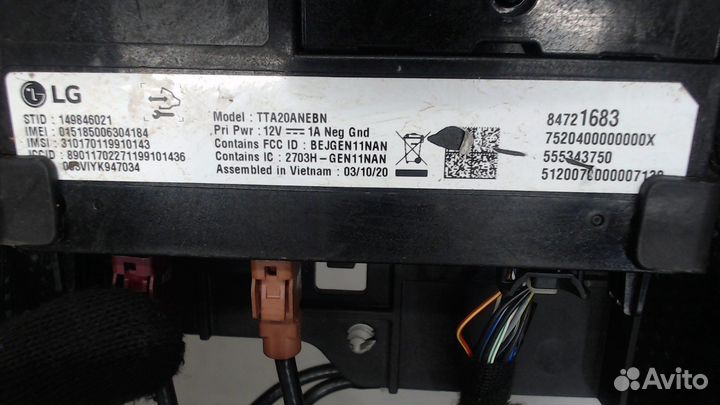 LG
STID : 149846021
IMEI : 015185006304184
IMSI : 310170119910143
ICCID : 89011702271199101436
003VIYK947034
Model : TTA20ANEBN
Pri Pwr : 12V 1A Neg Gnd
Contains FCC ID : BEJGEN11NAN
Contains IC : 2703H-GEN11NAN
Assembled in Vietnam : 03/10/20
84721683
7520400000000X
555343750
Avito